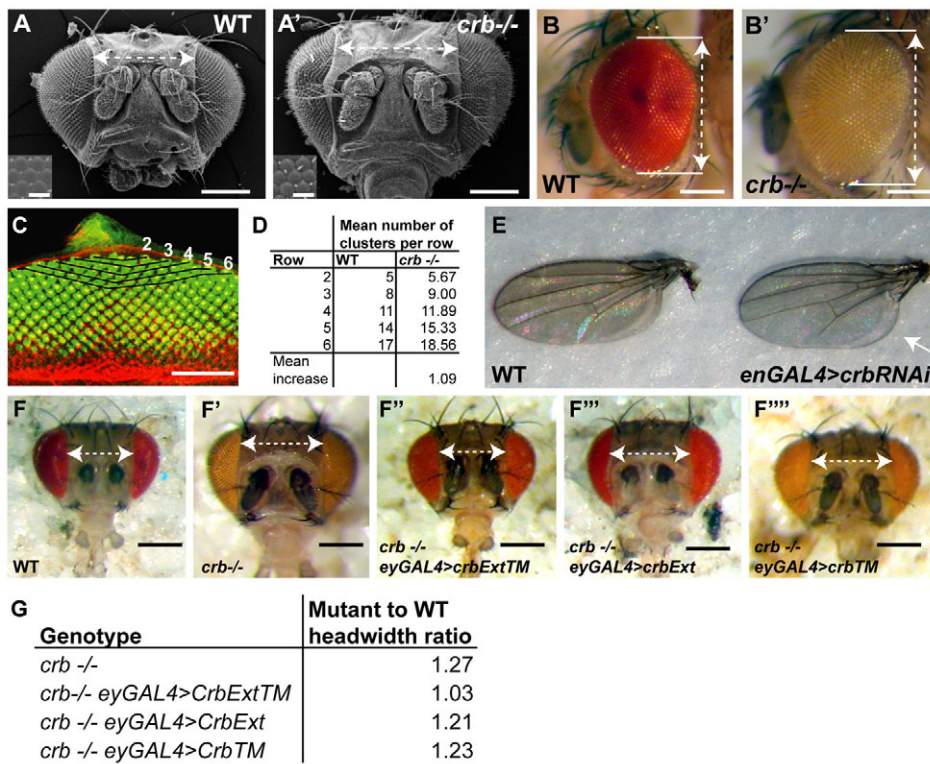 A WT
A' crb-/-
B WT
B' crb-/-
C 2 3 4 5 6
D
Mean number of
clusters per row
Row WT crb -/-
2 5 5.67
3 8 9.00
4 11 11.89
5 14 15.33
6 17 18.56
Mean
increase 1.09
E
WT enGAL4>crbRNAi
F WT
F' crb-/-
F'' crb -/-
eyGAL4>crbExtTM
F''' crb -/-
eyGAL4>crbExt
F'''' crb -/-
eyGAL4>crbTM
G
Mutant to WT
Genotype headwidth ratio
crb -/- 1.27
crb-/- eyGAL4>CrbExtTM 1.03
crb -/- eyGAL4>CrbExt 1.21
crb -/- eyGAL4>CrbTM 1.23